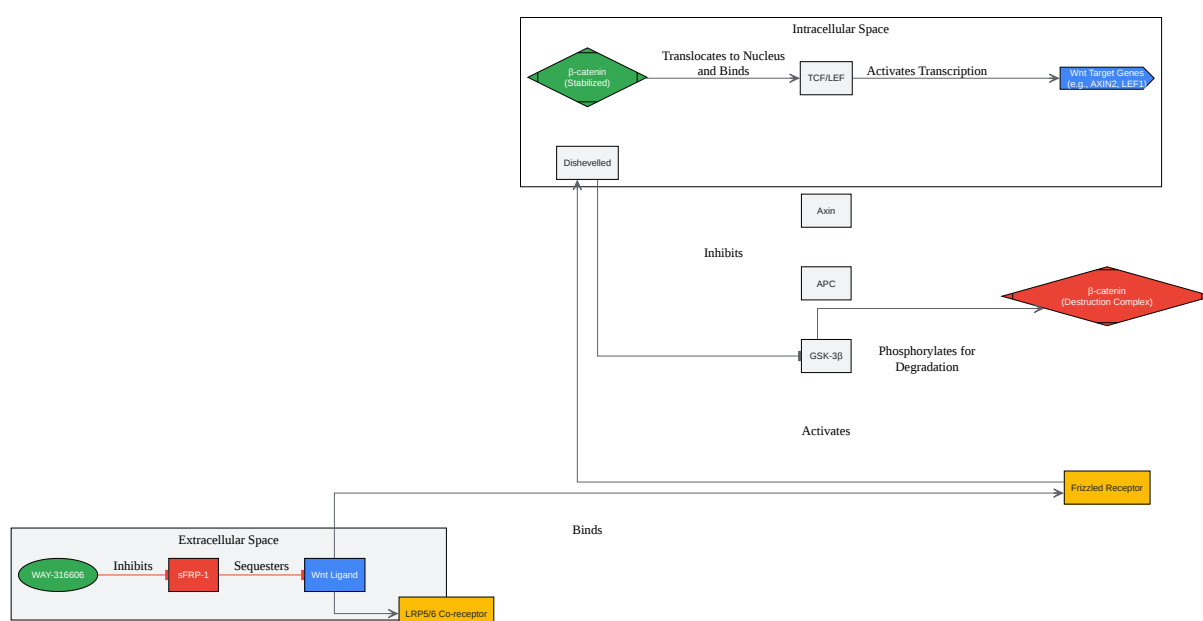 Intracellular Space
Translocates to Nucleus
and Binds
Activates Transcription
β-catenin
(Stabilized)
TCF/LEF
Wnt Target Genes
(e.g., AXIN2, LEF1)
Dishevelled
Axin
Inhibits
APC
β-catenin
(Destruction Complex)
GSK-3β
Phosphorylates for
Degradation
Activates
Frizzled Receptor
Binds
Extracellular Space
WAY-316606
Inhibits
sFRP-1
Sequesters
Wnt Ligand
LRP5/6 Co-receptor